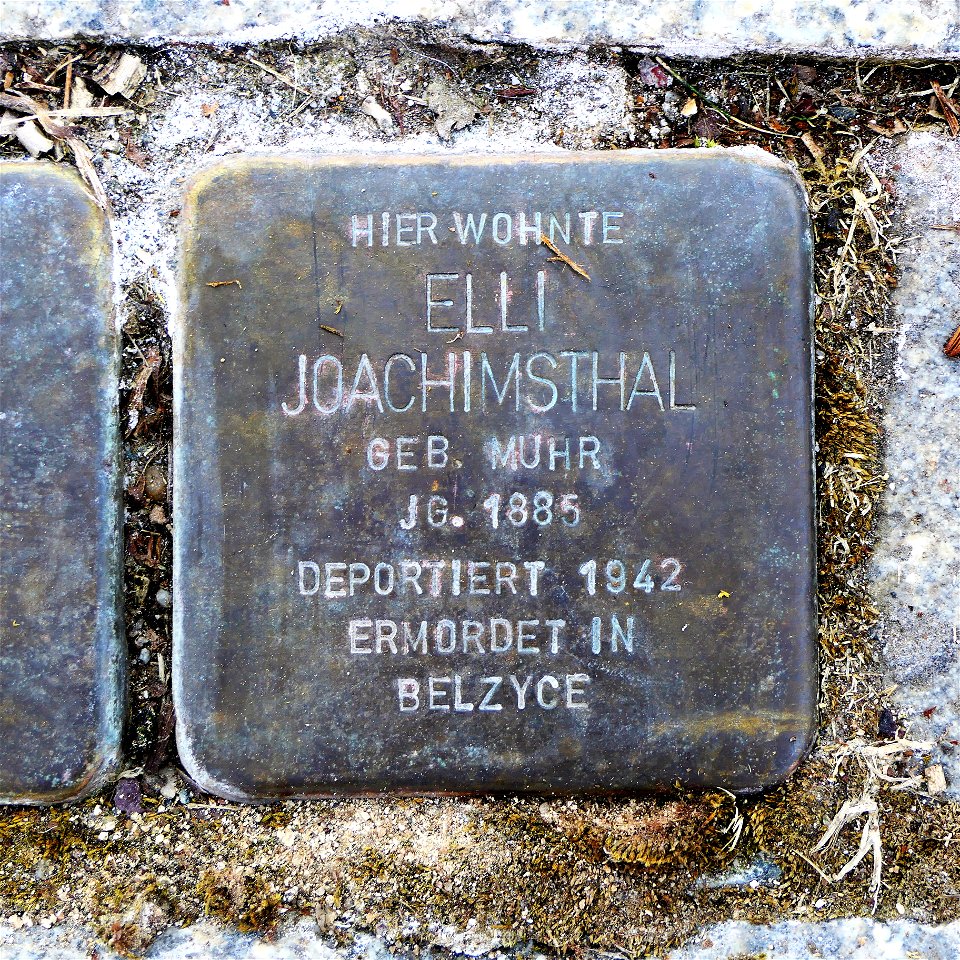 HIER WOHNTE
ELLI
JOACHIMSTHAL
GEB. MUHR
JG. 1885
DEPORTIERT 1942
ERMORDET IN
BELZYCE